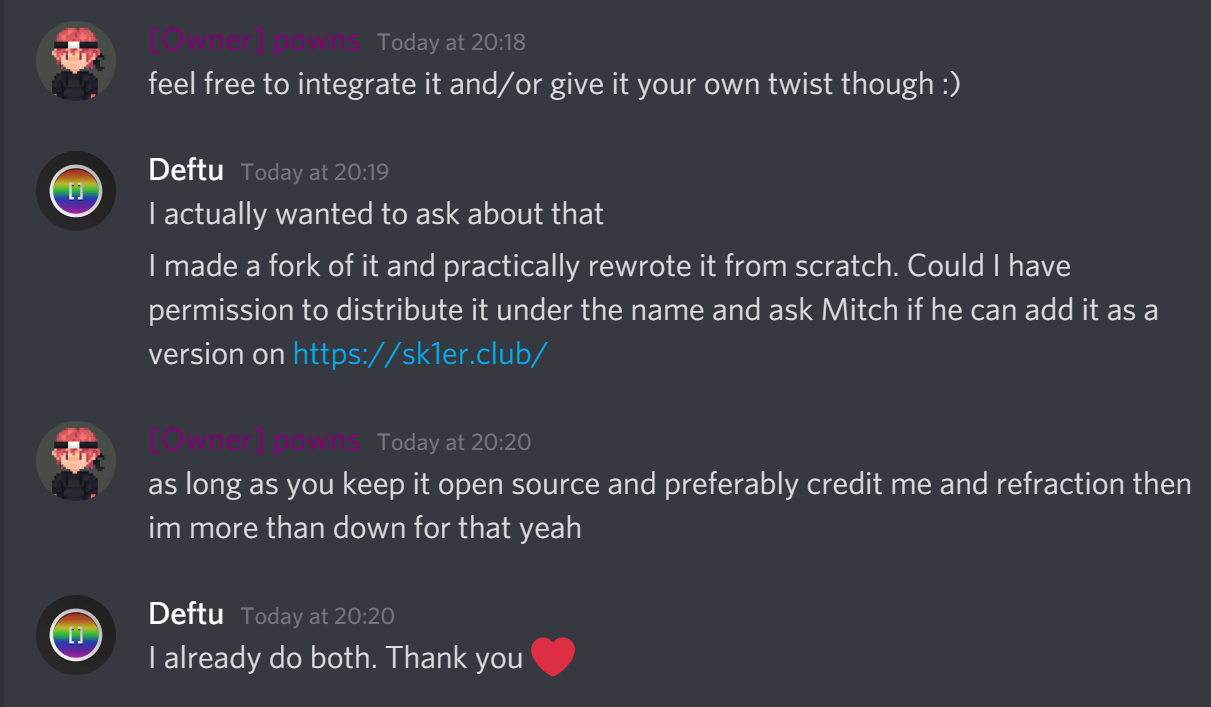 [Owner] powns Today at 20:18
feel free to integrate it and/or give it your own twist though :)
[]
Deftu Today at 20:19
I actually wanted to ask about that
I made a fork of it and practically rewrote it from scratch. Could I have
permission to distribute it under the name and ask Mitch if he can add it as a
version on https://sk1er.club/
[Owner] powns Today at 20:20
as long as you keep it open source and preferably credit me and refraction then
im more than down for that yeah
[]
Deftu Today at 20:20
I already do both. Thank you ❤️